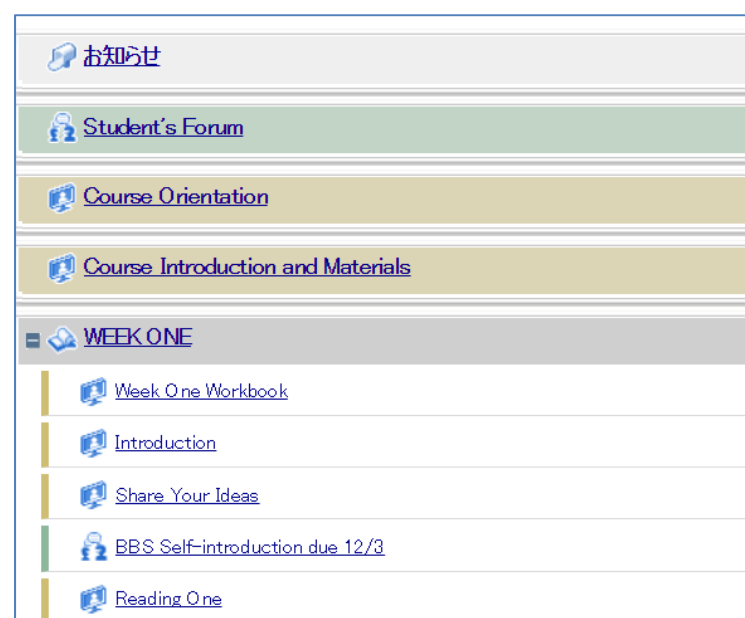 お知らせ
Student's Forum
Course Orientation
Course Introduction and Materials
WEEK ONE
Week One Workbook
Introduction
Share Your Ideas
BBS Self-introduction due 12/3
Reading One